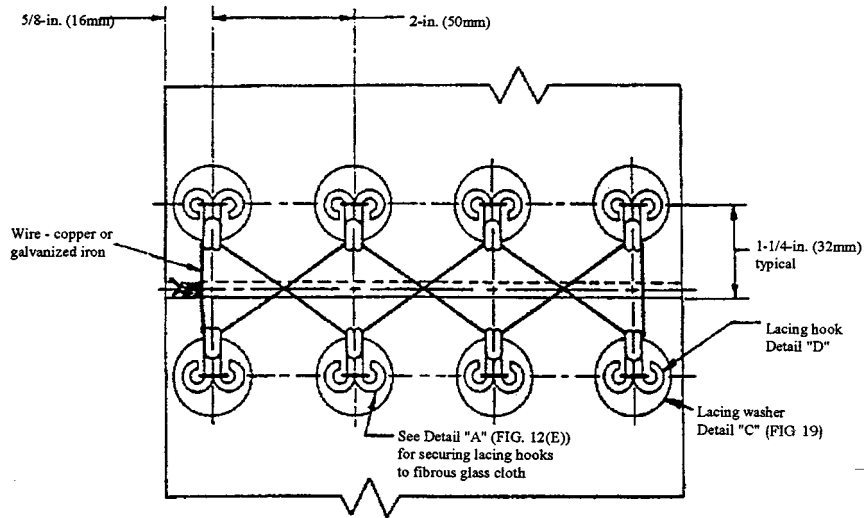 5/8-in. (16mm)
2-in. (50mm)
Wire - copper or
galvanized iron
1-1/4-in. (32mm)
typical
Lacing hook
Detail "D"
Lacing washer
Detail "C" (FIG 19)
See Detail "A" (FIG. 12(E))
for securing lacing hooks
to fibrous glass cloth